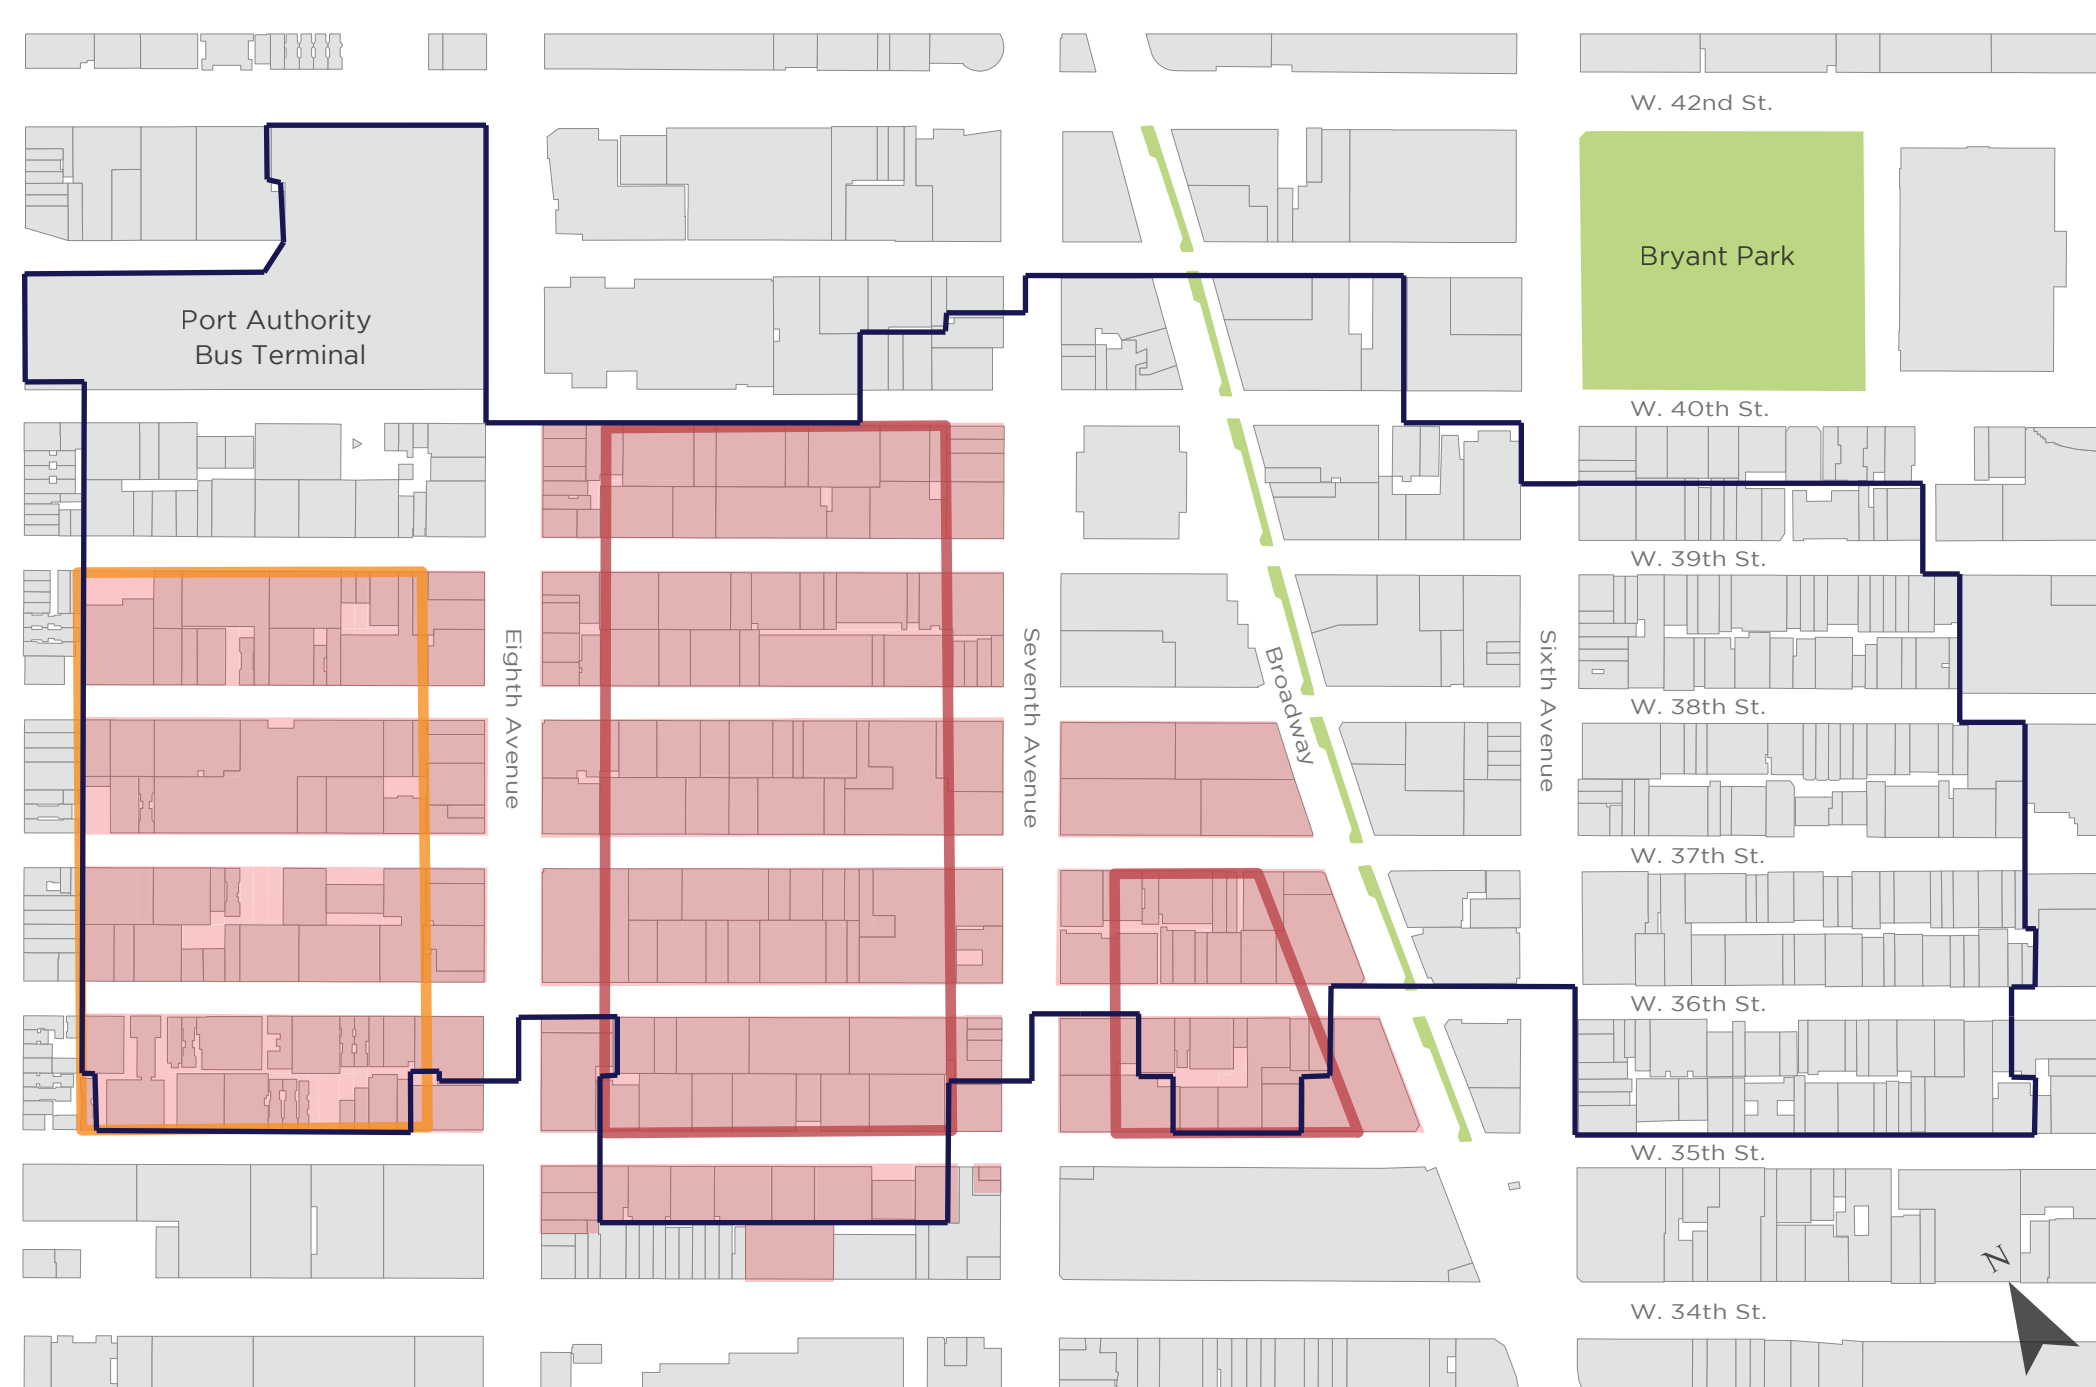 W. 42nd St.
Bryant Park
Port Authority
Bus Terminal
W. 40th St.
W. 39th St.
Eighth Avenue
Seventh Avenue
Broadway
Sixth Avenue
W. 38th St.
W. 37th St.
W. 36th St.
W. 35th St.
N
W. 34th St.